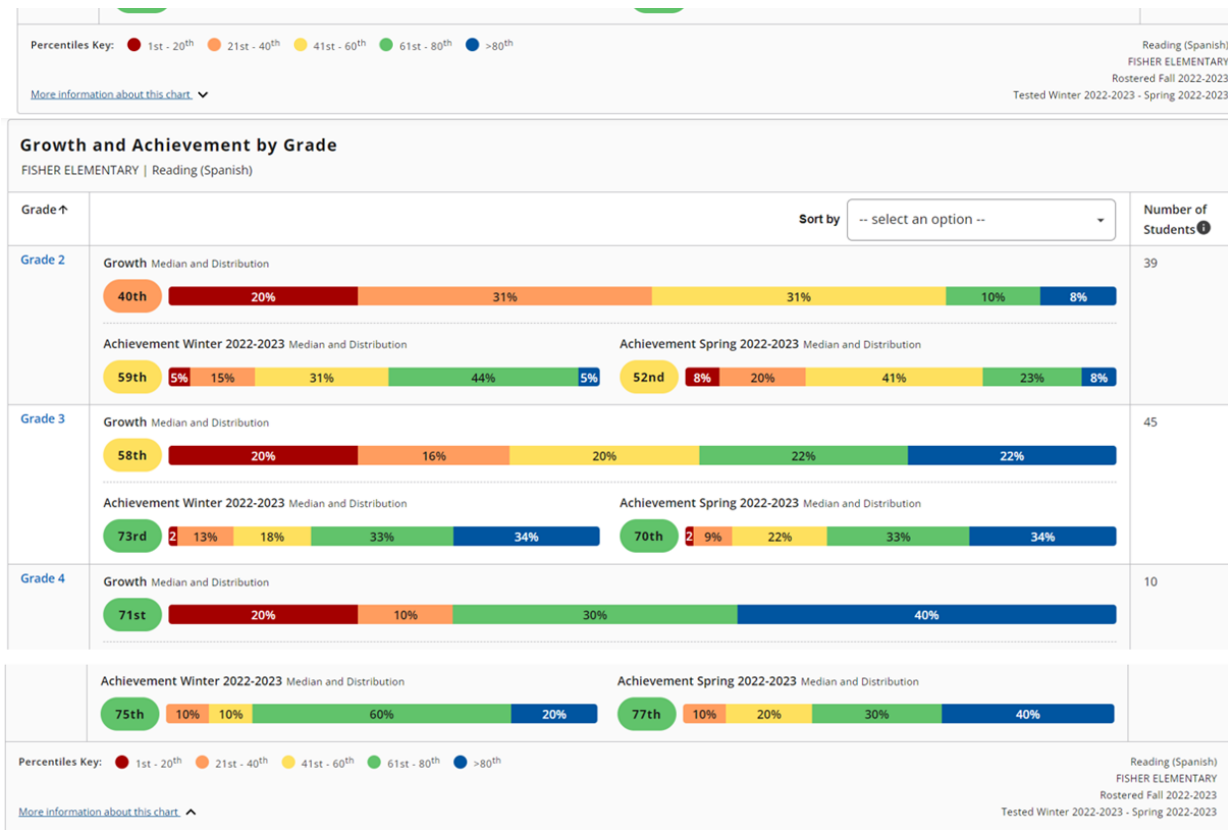 Percentiles Key: 1st - 20th 21st - 40th 41st - 60th 61st - 80th >80th
Reading (Spanish)
FISHER ELEMENTARY
Rostered Fall 2022-2023
More information about this chart
Tested Winter 2022-2023 - Spring 2022-2023
Growth and Achievement by Grade
FISHER ELEMENTARY | Reading (Spanish)
Grade Sort by -- select an option -- Number of
Students
Grade 2 Growth Median and Distribution 39
40th 20% 31% 31% 10% 8%
Achievement Winter 2022-2023 Median and Distribution Achievement Spring 2022-2023 Median and Distribution
59th 5% 15% 31% 44% 5% 52nd 8% 20% 41% 23% 8%
Grade 3 Growth Median and Distribution 45
58th 20% 16% 20% 22% 22%
Achievement Winter 2022-2023 Median and Distribution Achievement Spring 2022-2023 Median and Distribution
73rd 2 13% 18% 33% 34% 70th 2 9% 22% 33% 34%
Grade 4 Growth Median and Distribution 10
71st 20% 10% 30% 40%
Achievement Winter 2022-2023 Median and Distribution Achievement Spring 2022-2023 Median and Distribution
75th 10% 10% 60% 20% 77th 10% 20% 30% 40%
Percentiles Key: 1st - 20th 21st - 40th 41st - 60th 61st - 80th >80th
Reading (Spanish)
FISHER ELEMENTARY
Rostered Fall 2022-2023
More information about this chart
Tested Winter 2022-2023 - Spring 2022-2023